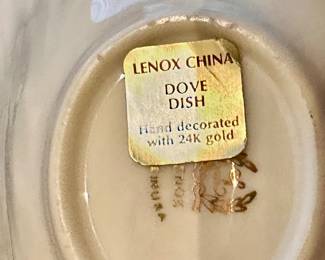 LENOX CHINA
DOVE
DISH
Hand decorated
with 24K gold